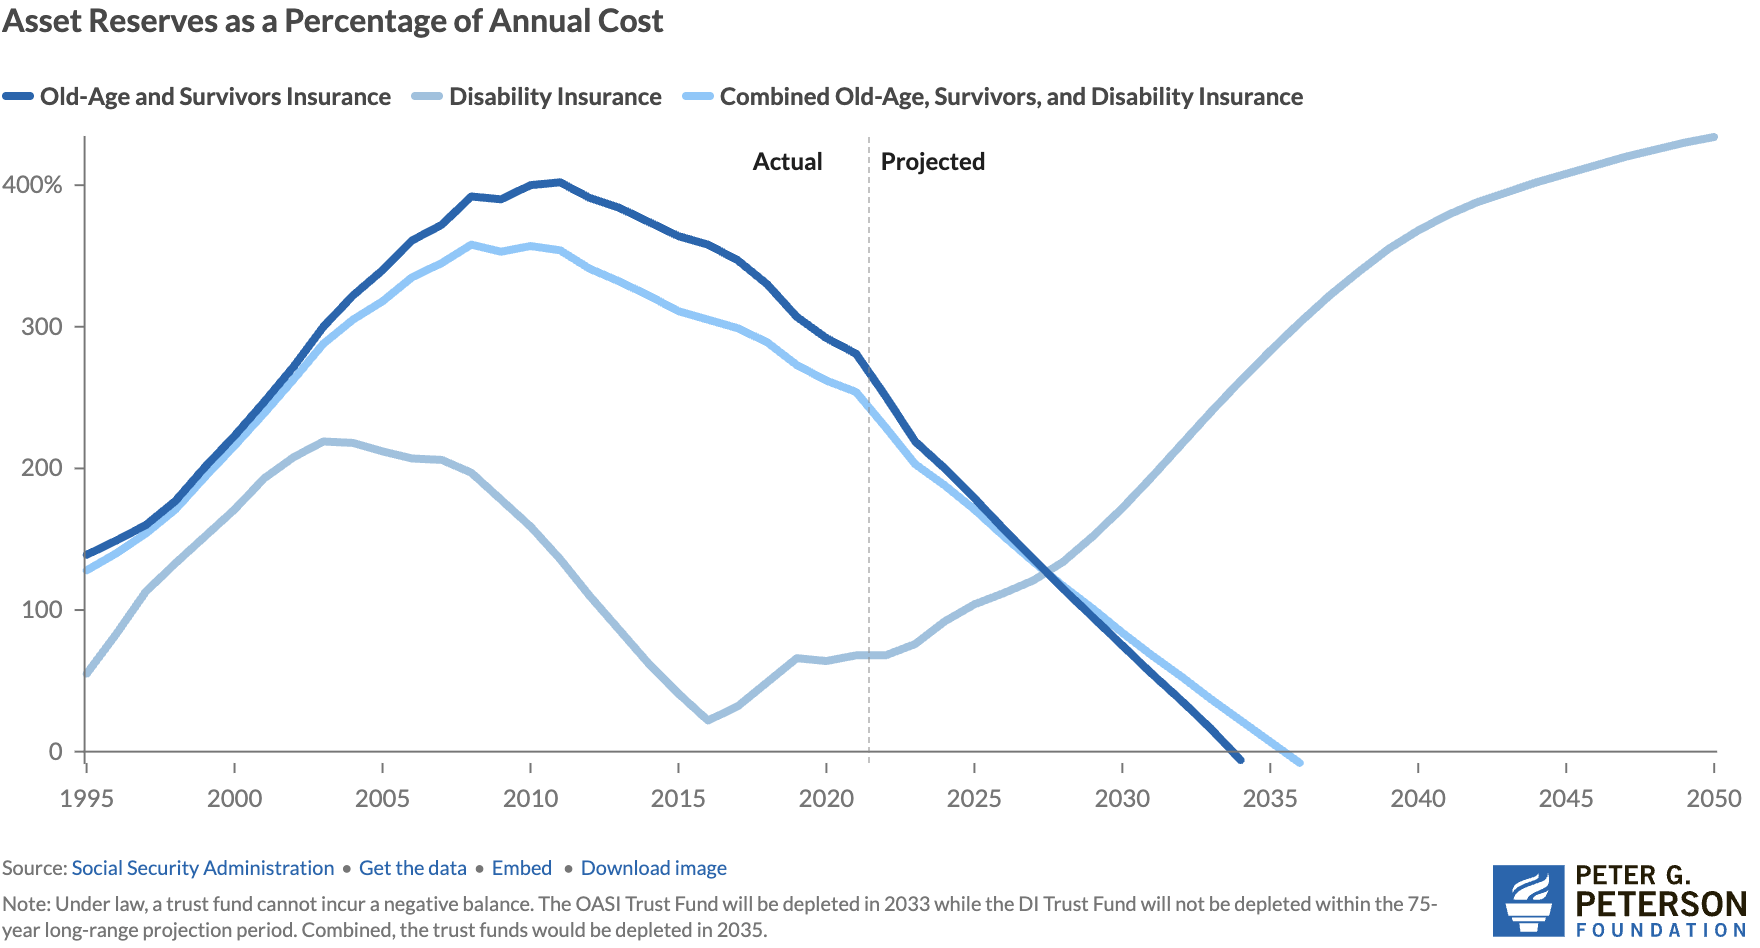 Asset Reserves as a Percentage of Annual Cost
Old-Age and Survivors Insurance Disability Insurance Combined Old-Age, Survivors, and Disability Insurance
Actual Projected
400%
300
200
100
0
1995 2000 2005 2010 2015 2020 2025 2030 2035 2040 2045 2050
Source: Social Security Administration • Get the data • Embed • Download image
Note: Under law, a trust fund cannot incur a negative balance. The OASI Trust Fund will be depleted in 2033 while the DI Trust Fund will not be depleted within the 75-
year long-range projection period. Combined, the trust funds would be depleted in 2035.
PETER G.
PETERSON
FOUNDATION